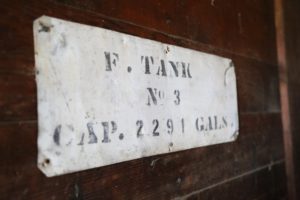 F. TANK
No 3
CAP. 2291 GALS.